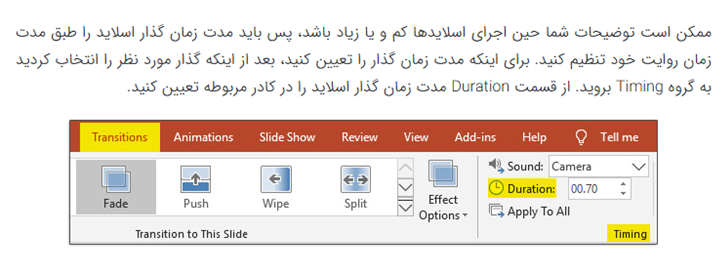 ممکن است توضیحات شما حین اجرای اسلایدها کم و یا زیاد باشد، پس باید مدت زمان گذار اسلاید را طبق مدت
زمان روایت خود تنظیم کنید. برای اینکه مدت زمان گذار را تعیین کنید، بعد از اینکه گذار مورد نظر را انتخاب کردید
به گروه Timing بروید. از قسمت Duration مدت زمان گذار اسلاید را در کادر مربوطه تعیین کنید.
Transitions Animations Slide Show Review View Add-ins Help Tell me
Sound: Camera
Duration: 00.70
Fade Push Wipe Split Effect Options
Apply To All
Transition to This Slide Timing